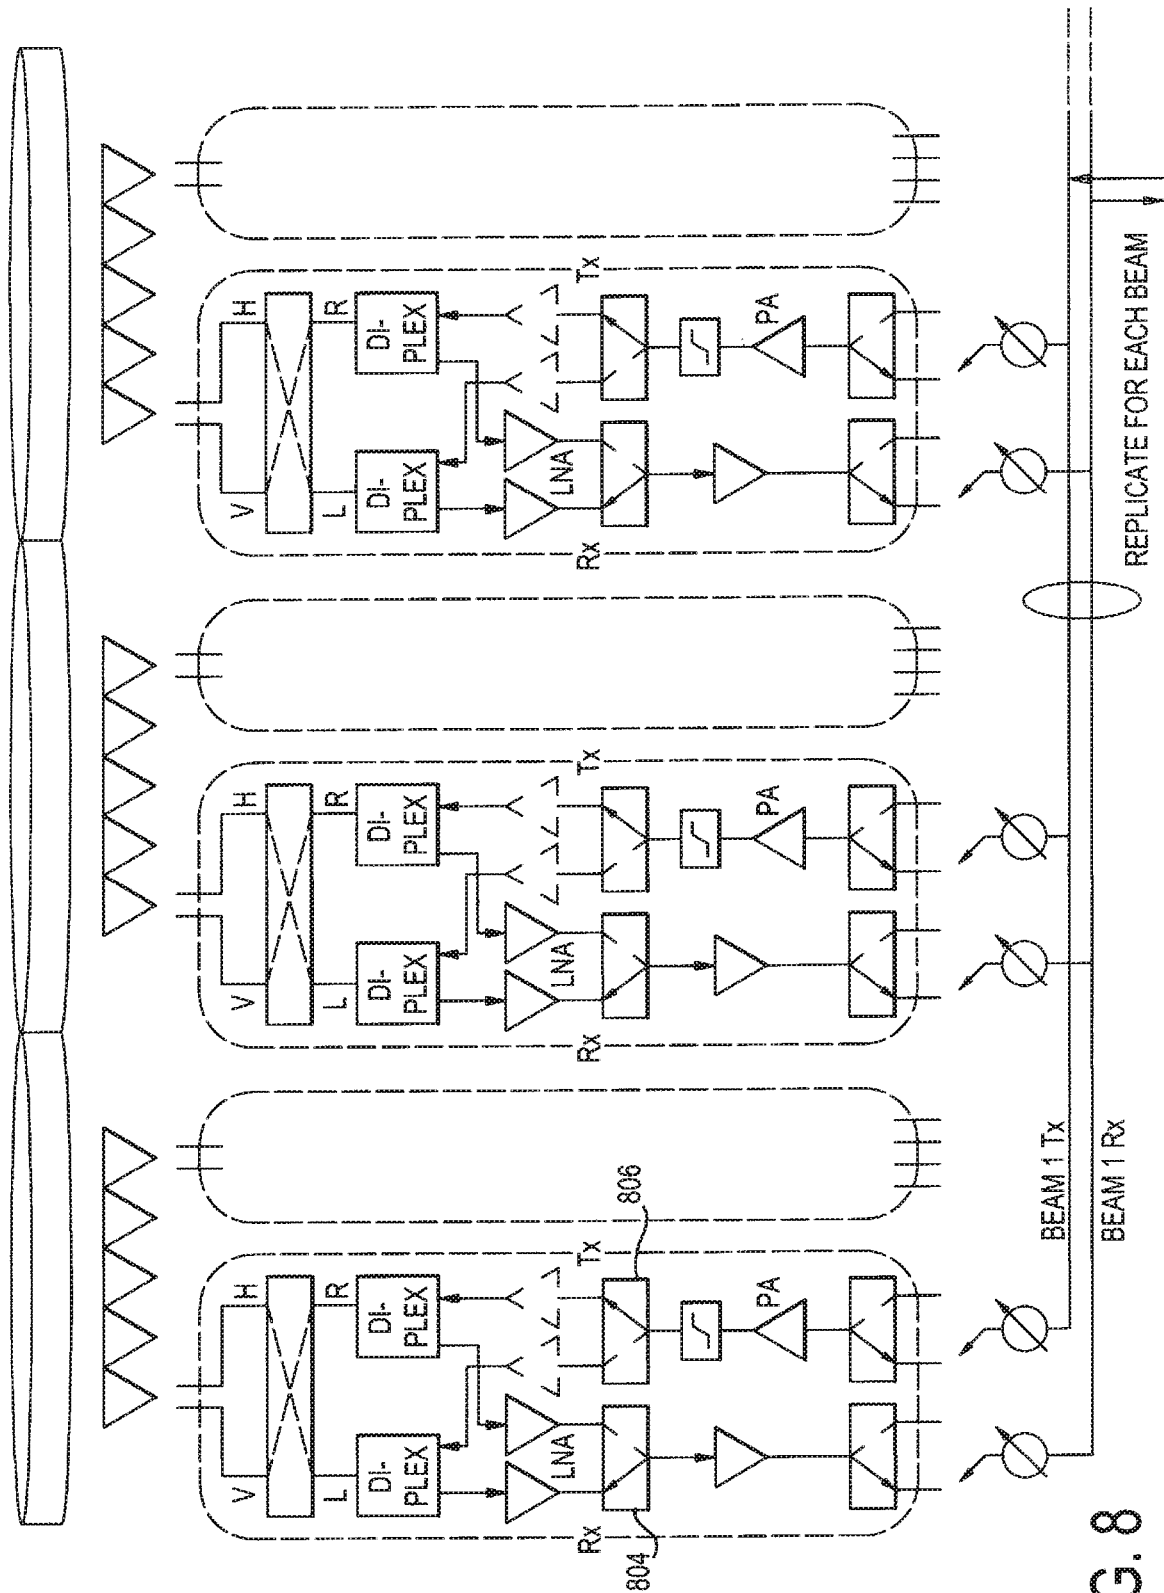 V H
L R
DI-
PLEX
DI-
PLEX
LNA
Rx
Tx
PA
804
806
V H
L R
DI-
PLEX
DI-
PLEX
LNA
Rx
Tx
PA
V H
L R
DI-
PLEX
DI-
PLEX
LNA
Rx
Tx
PA
BEAM 1 Tx
BEAM 1 Rx
REPLICATE FOR EACH BEAM
G. 8